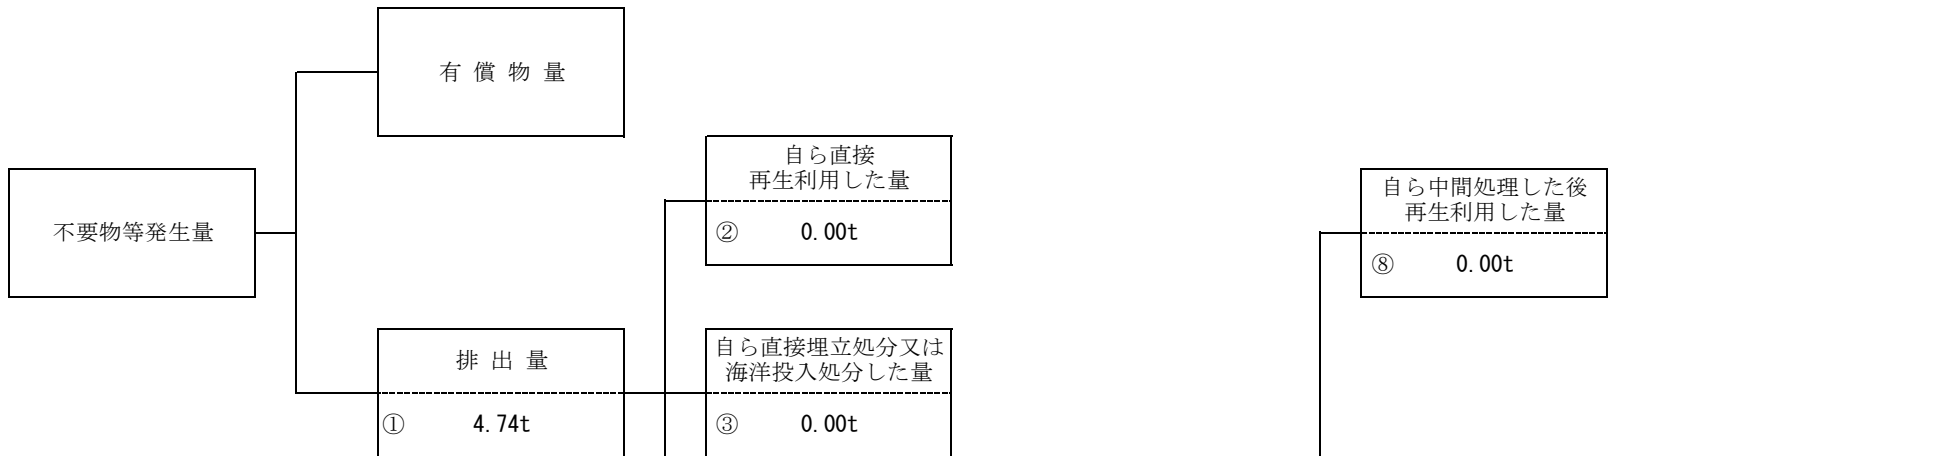 有 償 物 量
自ら直接
再生利用した量
② 0.00t
自ら中間処理した後
再生利用した量
⑧ 0.00t
不要物等発生量
排 出 量
① 4.74t
自ら直接埋立処分又は
海洋投入処分した量
③ 0.00t